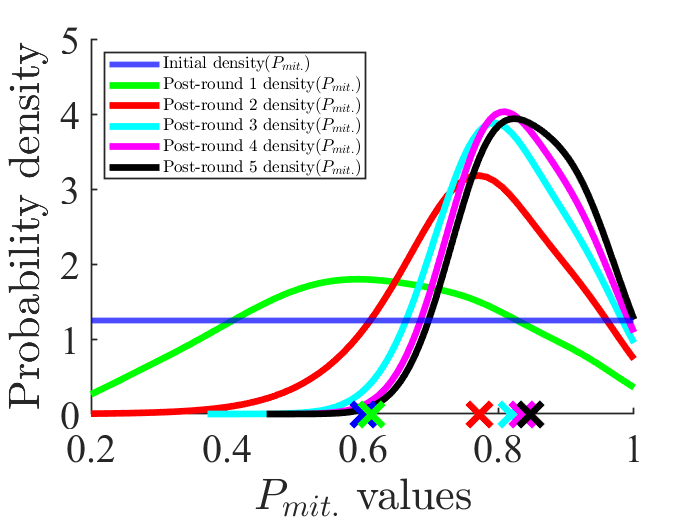 Probability density
5
4
3
2
1
0
Initial density(P_mit.)
Post-round 1 density(P_mit.)
Post-round 2 density(P_mit.)
Post-round 3 density(P_mit.)
Post-round 4 density(P_mit.)
Post-round 5 density(P_mit.)
0.2 0.4 0.6 0.8 1
P_mit. values